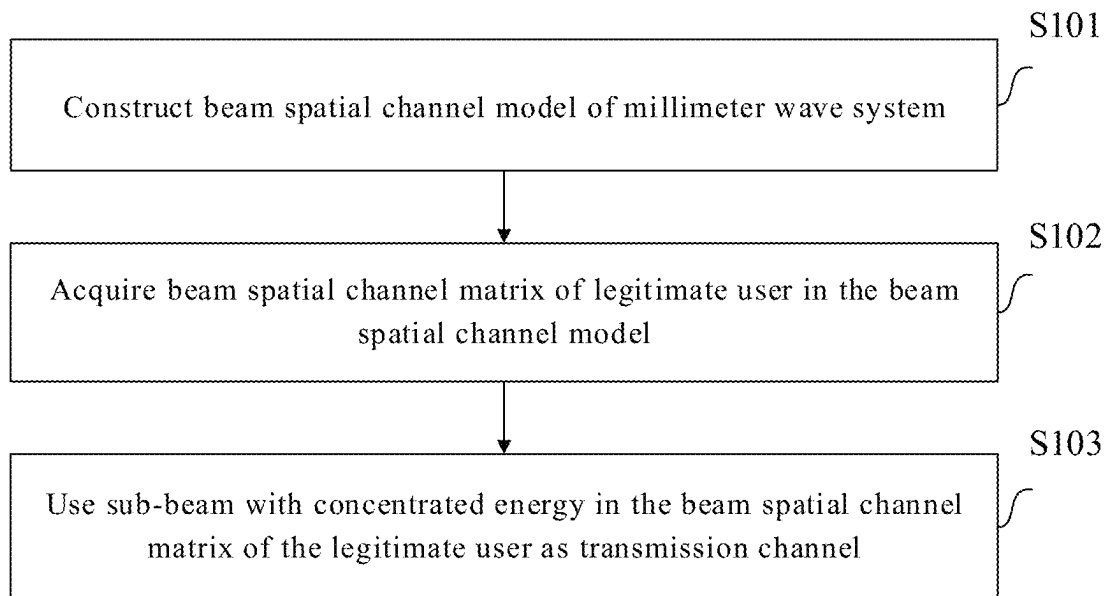 S101
Construct beam spatial channel model of millimeter wave system
S102
Acquire beam spatial channel matrix of legitimate user in the beam
spatial channel model
S103
Use sub-beam with concentrated energy in the beam spatial channel
matrix of the legitimate user as transmission channel